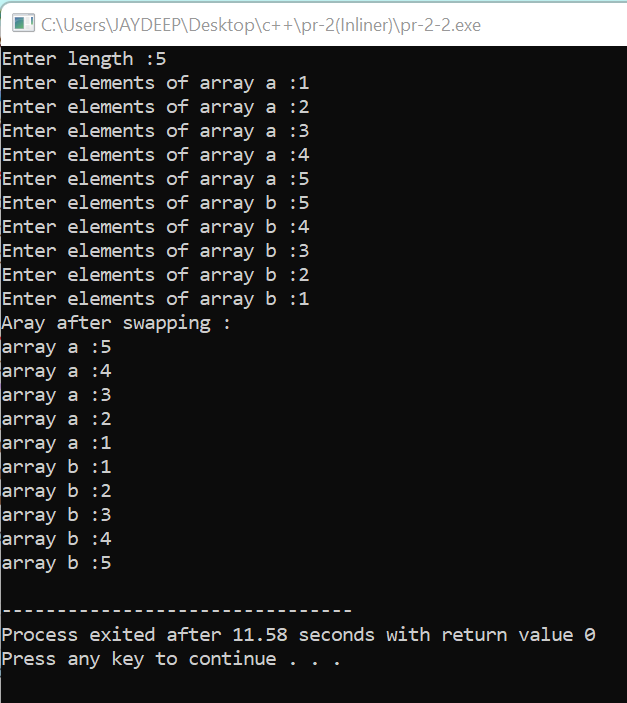 C:\Users\JAYDEEP\Desktop\c++\pr-2(Inliner)\pr-2-2.exe
Enter length :5
Enter elements of array a :1
Enter elements of array a :2
Enter elements of array a :3
Enter elements of array a :4
Enter elements of array a :5
Enter elements of array b :5
Enter elements of array b :4
Enter elements of array b :3
Enter elements of array b :2
Enter elements of array b :1
Aray after swapping :
array a :5
array a :4
array a :3
array a :2
array a :1
array b :1
array b :2
array b :3
array b :4
array b :5
--------------------------------
Process exited after 11.58 seconds with return value 0
Press any key to continue . . .